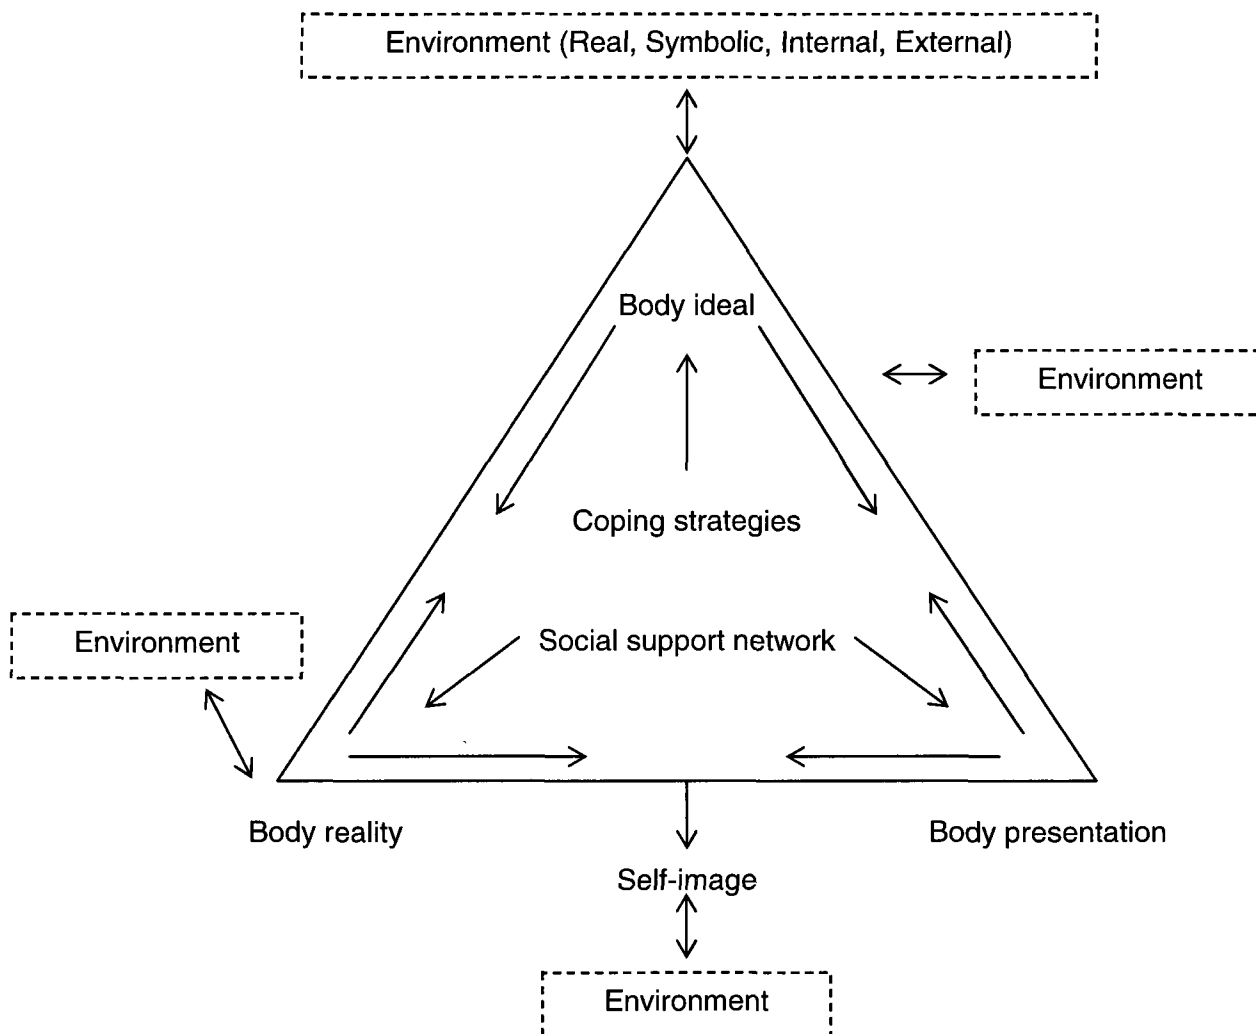 Environment (Real, Symbolic, Internal, External)
Body ideal
Environment
Coping strategies
Environment
Social support network
Body reality
Body presentation
Self-image
Environment